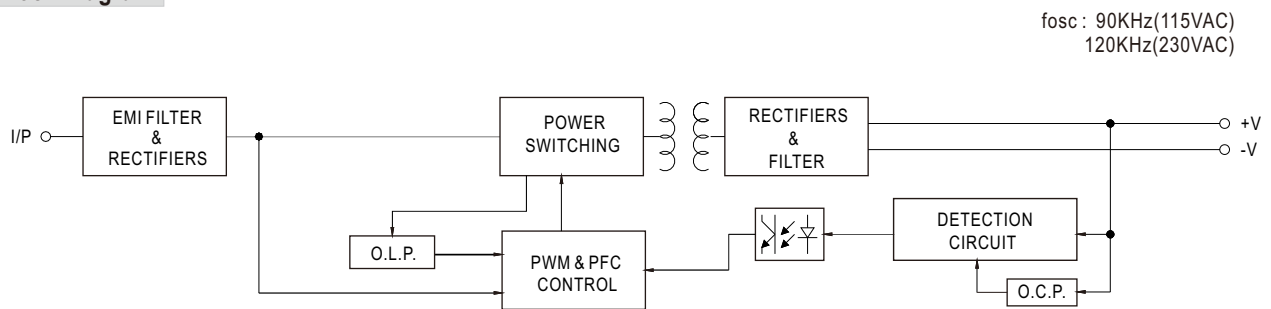 fosc : 90KHz(115VAC)
120KHz(230VAC)
I/P
EMI FILTER
&
RECTIFIERS
POWER
SWITCHING
RECTIFIERS
&
FILTER
+V
-V
O.L.P.
PWM & PFC
CONTROL
DETECTION
CIRCUIT
O.C.P.